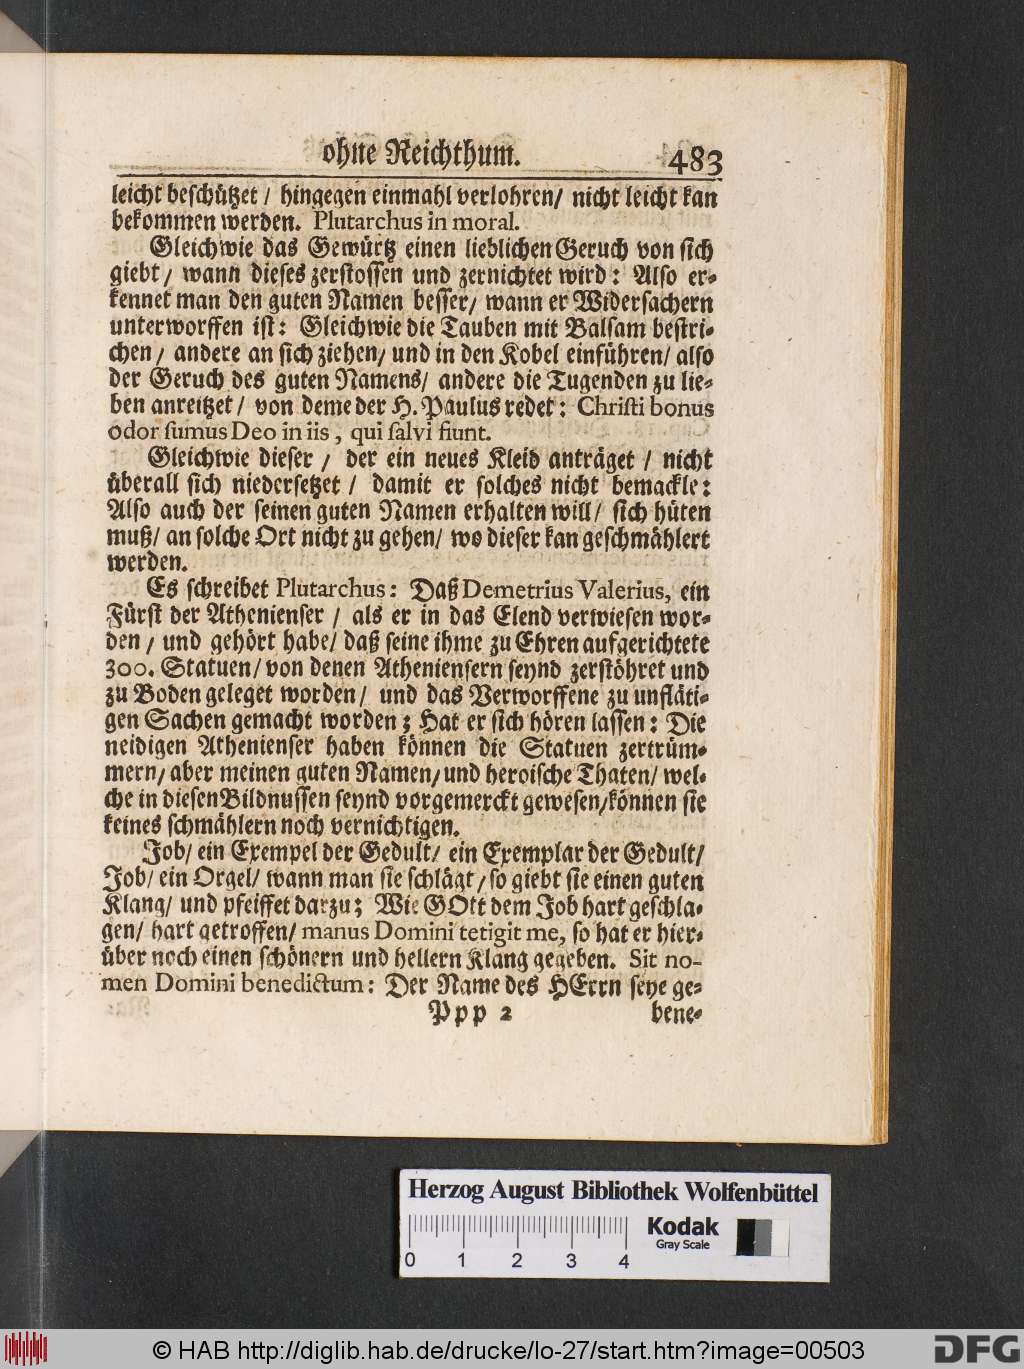 ohne Reichthum. 483
leicht beschützet / hingegen einmahl verlohren / nicht leicht kan
bekommen werden. Plutarchus in moral.
Gleichwie das Gewürtz einen lieblichen Geruch von sich
giebt / wann dieses zerstossen und zernichtet wird: Also er-
kennet man den guten Namen besser / wann er Widersachern
unterworffen ist: Gleichwie die Tauben mit Balsam bestri-
chen / andere an sich ziehen / und in den Kobel einführen / also
der Geruch des guten Namens / andere die Tugenden zu lie-
ben anreitzet / von deme der H. Paulus redet: Christi bonus
odor sumus Deo in iis, qui salvi fiunt.
Gleichwie dieser / der ein neues Kleid anträget / nicht
überall sich niedersetzet / damit er solches nicht bemackle:
Also auch der seinen guten Namen erhalten will / sich hüten
muß / an solche Ort nicht zu gehen / wo dieser kan geschmählert
werden.
Es schreibet Plutarchus: Daß Demetrius Valerius, ein
Fürst der Athenienser / als er in das Elend verwiesen wor-
den / und gehört habe / daß seine ihme zu Ehren aufgerichtete
300. Statuen / von denen Atheniensern seynd zerstöhret und
zu Boden geleget worden / und das Verworffene zu unfläti-
gen Sachen gemacht worden; Hat er sich hören lassen: Die
neidigen Athenienser haben können die Statuen zertrüm-
mern / aber meinen guten Namen / und heroische Thaten / wel-
che in diesen Bildnussen seynd vorgemerckt gewesen / können sie
keines schmählern noch vernichtigen.
Job / ein Exempel der Gedult / ein Exemplar der Gedult /
Job / ein Orgel / wann man sie schlägt / so giebt sie einen guten
Klang / und pfeiffet darzu; Wie GOtt dem Job hart geschla-
gen / hart getroffen / manus Domini tetigit me, so hat er hier-
über noch einen schönern und hellern Klang gegeben. Sit no-
men Domini benedictum: Der Name des HErrn seye ge-
Ppp 2 bene-
Herzog August Bibliothek Wolfenbüttel
Kodak
Gray Scale
0 1 2 3 4
© HAB http://diglib.hab.de/drucke/lo-27/start.htm?image=00503
DFG